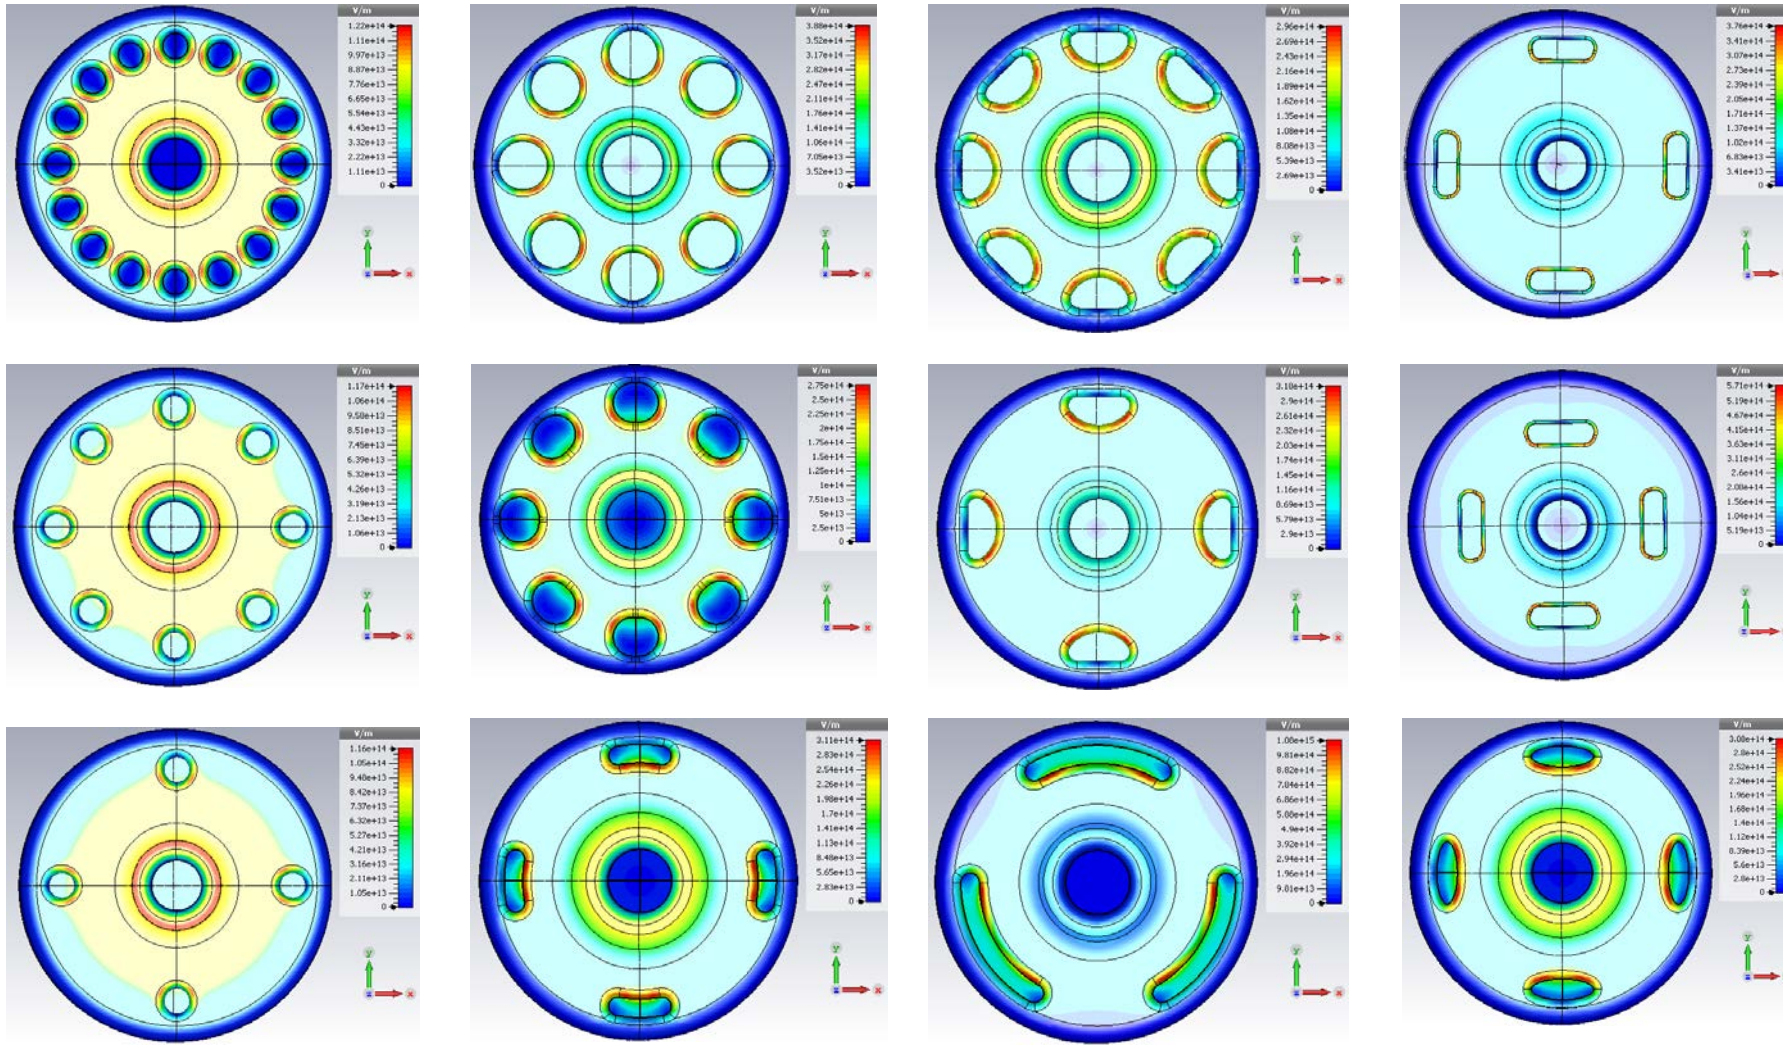 V/m
1.22e+14
1.11e+14
9.97e+13
8.87e+13
7.76e+13
6.65e+13
5.54e+13
4.43e+13
3.32e+13
2.22e+13
1.11e+13
0
y
z
x
V/m
3.88e+14
3.52e+14
3.17e+14
2.82e+14
2.47e+14
2.11e+14
1.76e+14
1.41e+14
1.06e+14
7.05e+13
3.52e+13
0
y
z
x
V/m
2.96e+14
2.69e+14
2.43e+14
2.16e+14
1.89e+14
1.62e+14
1.35e+14
1.08e+14
8.08e+13
5.39e+13
2.69e+13
0
y
z
x
V/m
3.76e+14
3.41e+14
3.07e+14
2.73e+14
2.39e+14
2.05e+14
1.71e+14
1.37e+14
1.02e+14
6.83e+13
3.41e+13
0
y
z
V/m
1.17e+14
1.06e+14
9.58e+13
8.51e+13
7.45e+13
6.39e+13
5.32e+13
4.26e+13
3.19e+13
2.13e+13
1.06e+13
0
y
z
x
V/m
2.75e+14
2.5e+14
2.25e+14
2e+14
1.75e+14
1.5e+14
1.25e+14
1e+14
7.51e+13
5e+13
2.5e+13
0
y
z
x
V/m
3.18e+14
2.9e+14
2.61e+14
2.32e+14
2.03e+14
1.74e+14
1.45e+14
1.16e+14
8.69e+13
5.79e+13
2.9e+13
0
y
z
x
V/m
5.71e+14
5.19e+14
4.67e+14
4.15e+14
3.63e+14
3.11e+14
2.6e+14
2.08e+14
1.56e+14
1.04e+14
5.19e+13
0
y
z
V/m
1.16e+14
1.05e+14
9.48e+13
8.42e+13
7.37e+13
6.32e+13
5.27e+13
4.21e+13
3.16e+13
2.11e+13
1.05e+13
0
y
z
x
V/m
3.11e+14
2.83e+14
2.54e+14
2.26e+14
1.98e+14
1.7e+14
1.41e+14
1.13e+14
8.48e+13
5.65e+13
2.83e+13
0
y
z
x
V/m
1.08e+15
9.81e+14
8.82e+14
7.84e+14
6.86e+14
5.88e+14
4.9e+14
3.92e+14
2.94e+14
1.96e+14
9.81e+13
0
y
z
x
V/m
3.08e+14
2.8e+14
2.52e+14
2.24e+14
1.96e+14
1.68e+14
1.4e+14
1.12e+14
8.39e+13
5.6e+13
2.8e+13
0
y
z